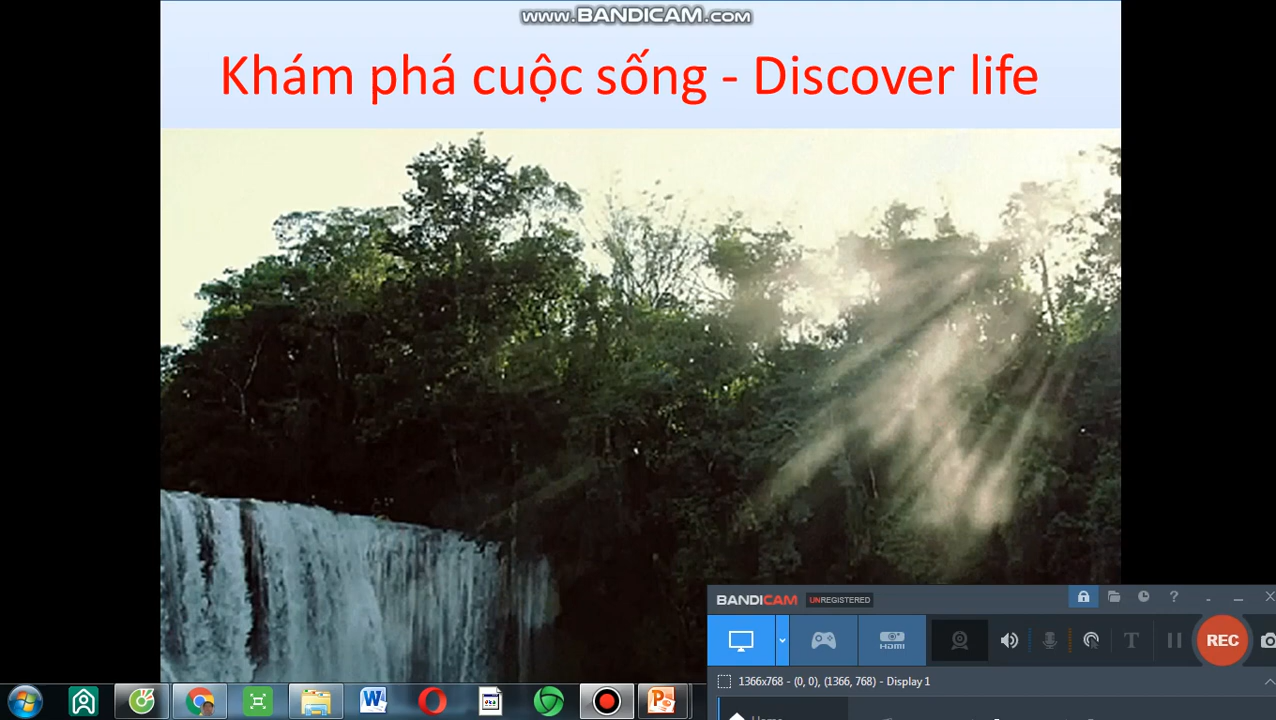 www.BANDICAM.com
Khám phá cuộc sống - Discover life
BANDICAM UNREGISTERED
HDMI
T
REC
1366x768 - (0, 0), (1366, 768) - Display 1
Home